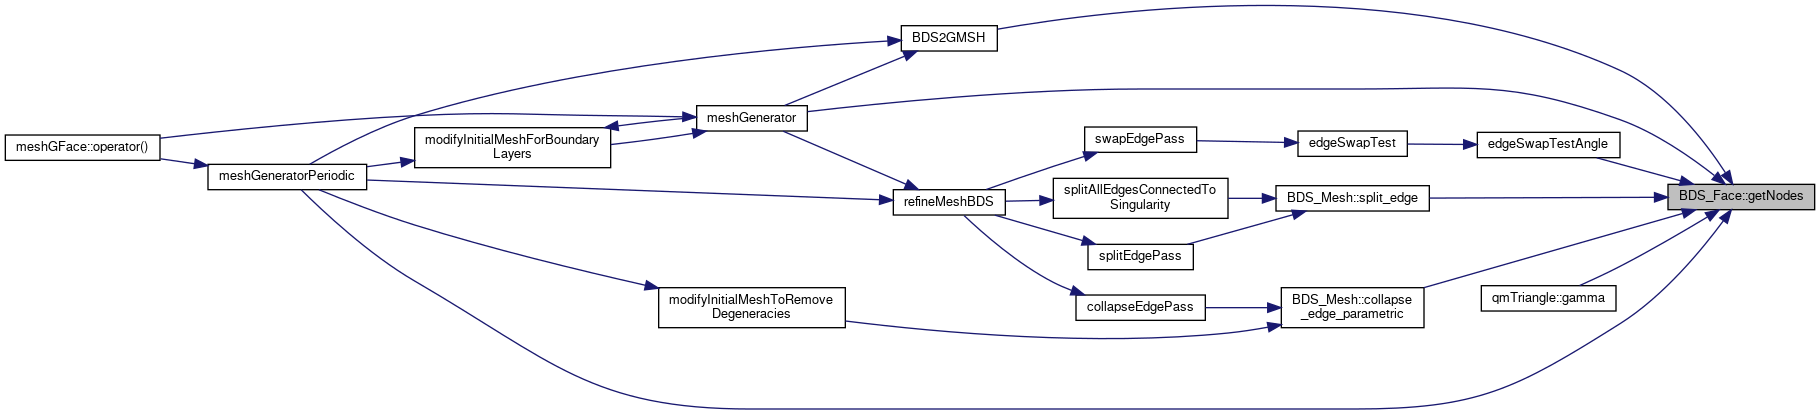 BDS2GMSH
meshGenerator
meshGFace::operator()
modifyInitialMeshForBoundary
Layers
meshGeneratorPeriodic
swapEdgePass
edgeSwapTest
edgeSwapTestAngle
refineMeshBDS
splitAllEdgesConnectedTo
Singularity
BDS_Mesh::split_edge
BDS_Face::getNodes
splitEdgePass
modifyInitialMeshToRemove
Degeneracies
collapseEdgePass
BDS_Mesh::collapse
_edge_parametric
qmTriangle::gamma